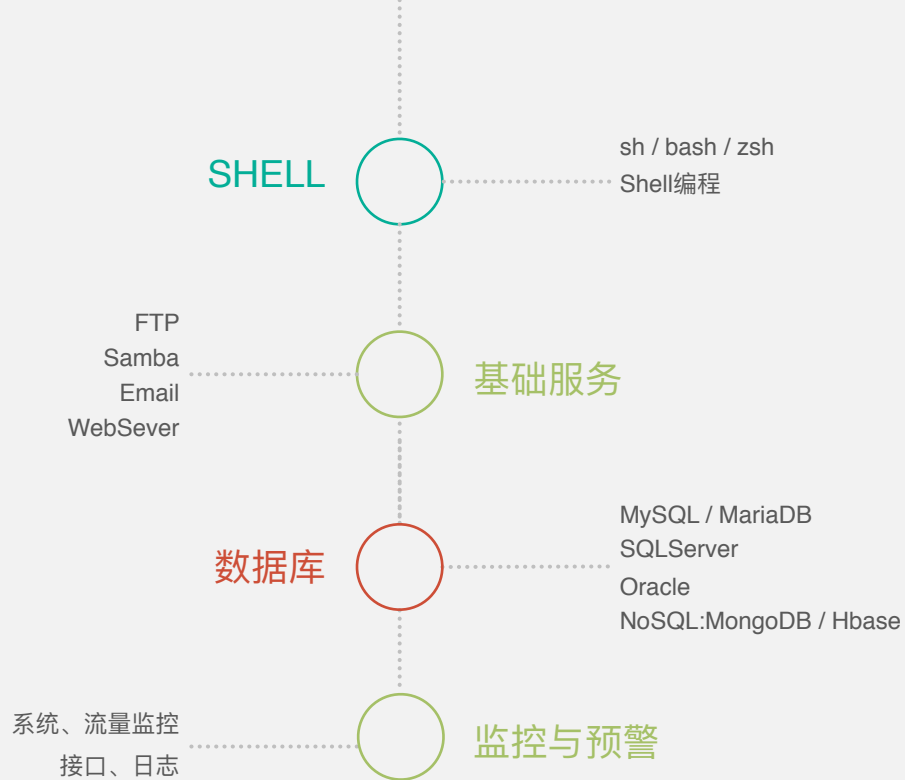 SHELL
sh / bash / zsh
Shell编程
FTP
Samba
Email
WebSever
基础服务
数据库
MySQL / MariaDB
SQLServer
Oracle
NoSQL:MongoDB / Hbase
系统、流量监控
接口、日志
监控与预警